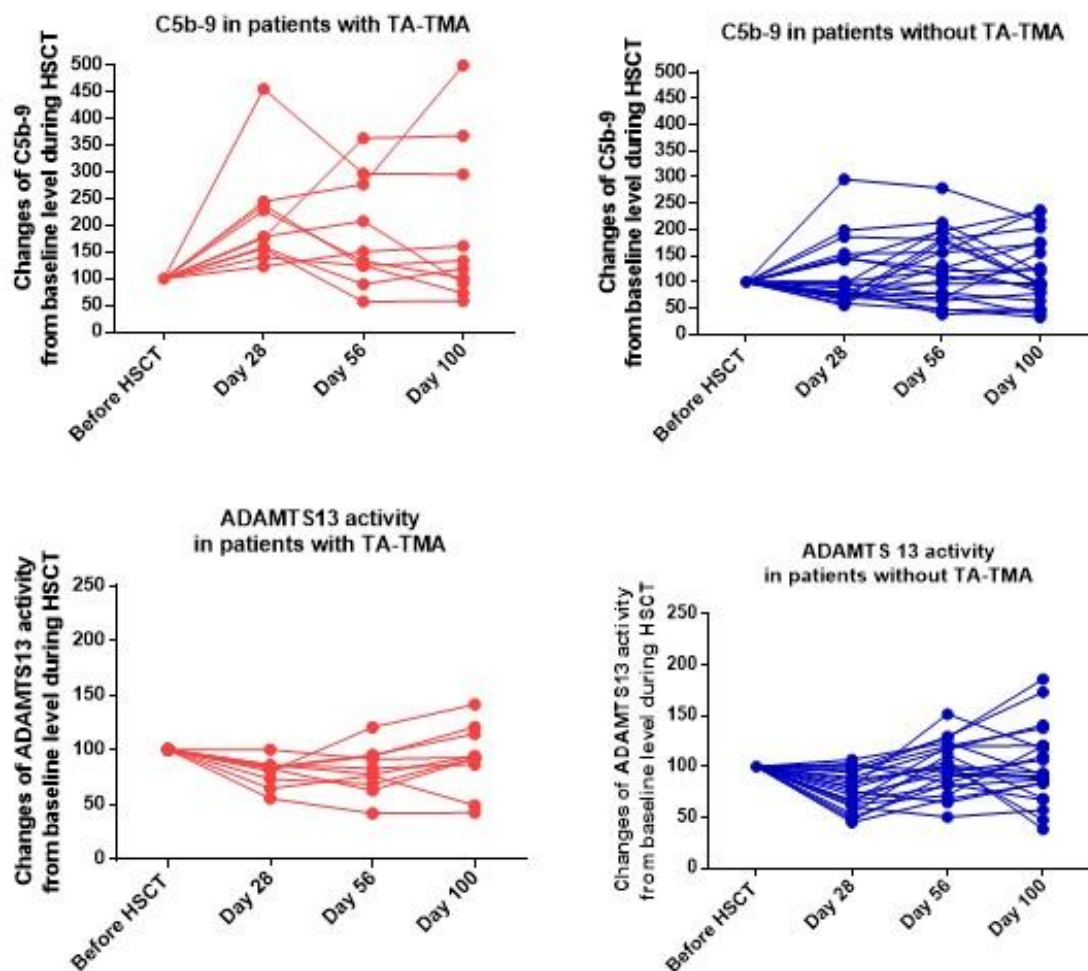 C5b-9 in patients with TA-TMA
Changes of C5b-9
from baseline level during HSCT
500
450
400
350
300
250
200
150
100
50
0
Before HSCT
Day 28
Day 56
Day 100
C5b-9 in patients without TA-TMA
Changes of C5b-9
from baseline level during HSCT
500
450
400
350
300
250
200
150
100
50
0
Before HSCT
Day 28
Day 56
Day 100
ADAMTS13 activity
in patients with TA-TMA
Changes of ADAMTS13 activity
from baseline level during HSCT
250
200
150
100
50
0
Before HSCT
Day 28
Day 56
Day 100
ADAMTS 13 activity
in patients without TA-TMA
Changes of ADAMTS13 activity
from baseline level during HSCT
250
200
150
100
50
0
Before HSCT
Day 28
Day 56
Day 100